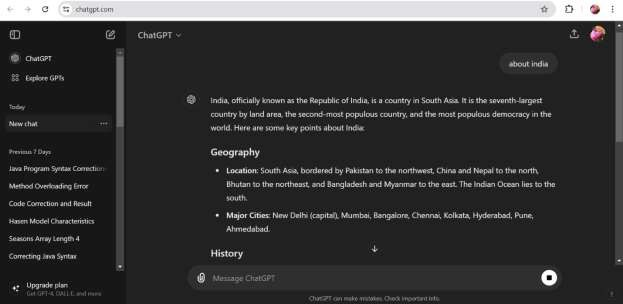 chatgpt.com
ChatGPT
Explore GPTs
Today
New chat
Previous 7 Days
Java Program Syntax Correction
Method Overloading Error
Code Correction and Result
Hasen Model Characteristics
Seasons Array Length 4
Correcting Java Syntax
Upgrade plan
Get GPT-4, DALL·E, and more
ChatGPT
about india
India, officially known as the Republic of India, is a country in South Asia. It is the seventh-largest
country by land area, the second-most populous country, and the most populous democracy in the
world. Here are some key points about India:
Geography
Location: South Asia, bordered by Pakistan to the northwest, China and Nepal to the north,
Bhutan to the northeast, and Bangladesh and Myanmar to the east. The Indian Ocean lies to the
south.
Major Cities: New Delhi (capital), Mumbai, Bangalore, Chennai, Kolkata, Hyderabad, Pune,
Ahmedabad.
History
Message ChatGPT
ChatGPT can make mistakes. Check important info.